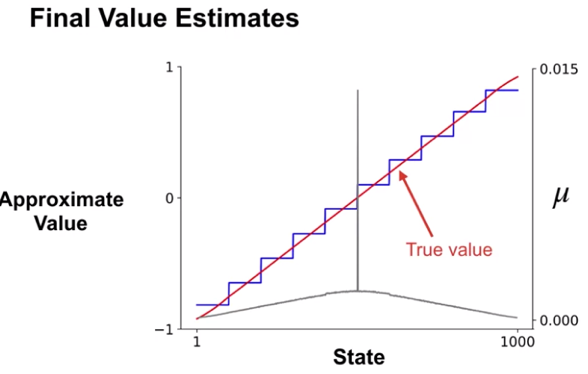 Final Value Estimates
1
0.015
Approximate
Value
0
μ
True value
−1
0.000
1
1000
State